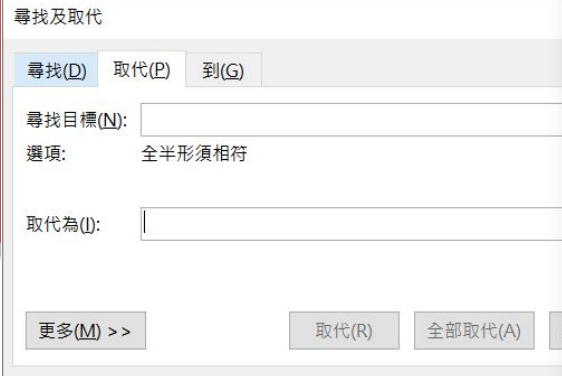 尋找及取代
尋找(D) 取代(P) 到(G)
尋找目標(N):
選項: 全半形須相符
取代為(I):
更多(M) >> 取代(R) 全部取代(A)